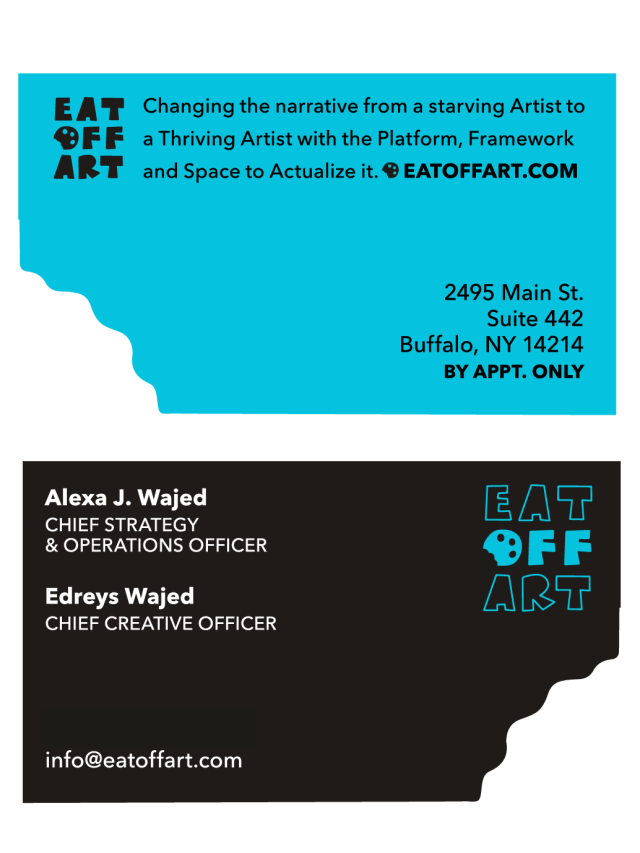 EAT
OFF
ART
Changing the narrative from a starving Artist to
a Thriving Artist with the Platform, Framework
and Space to Actualize it. EATOFFART.COM
2495 Main St.
Suite 442
Buffalo, NY 14214
BY APPT. ONLY
Alexa J. Wajed
CHIEF STRATEGY
& OPERATIONS OFFICER
Edreys Wajed
CHIEF CREATIVE OFFICER
info@eatoffart.com
EAT
OFF
ART